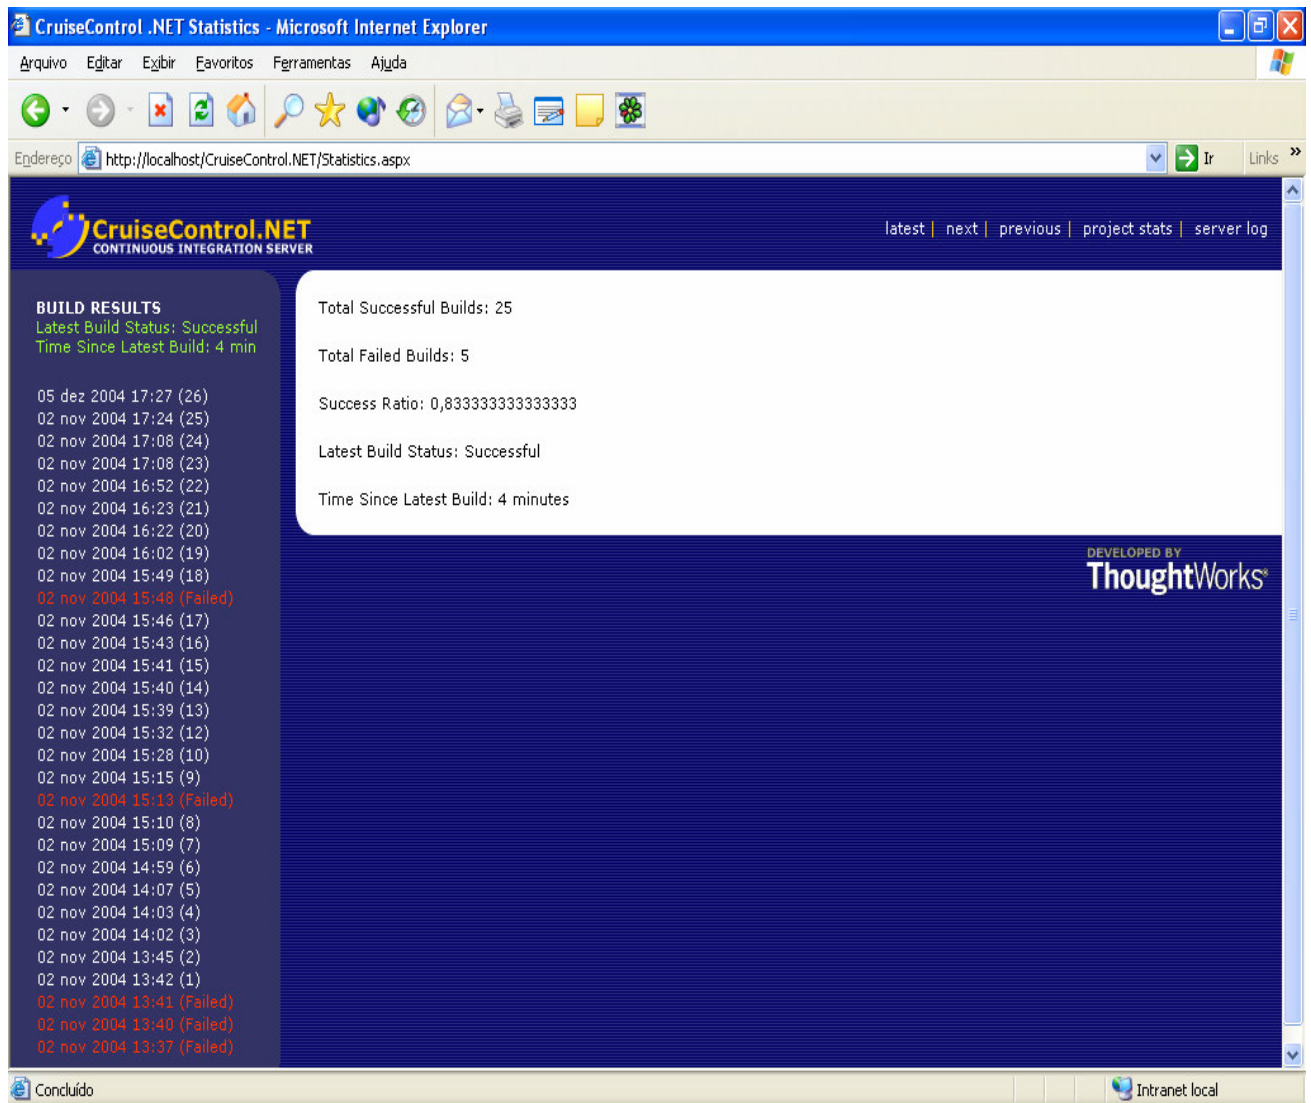 CruiseControl .NET Statistics - Microsoft Internet Explorer
Arquivo Editar Exibir Favoritos Ferramentas Ajuda
Endereço http://localhost/CruiseControl.NET/Statistics.aspx Ir Links »
CruiseControl.NET
CONTINUOUS INTEGRATION SERVER
latest | next | previous | project stats | server log
BUILD RESULTS
Latest Build Status: Successful
Time Since Latest Build: 4 min
05 dez 2004 17:27 (26)
02 nov 2004 17:24 (25)
02 nov 2004 17:08 (24)
02 nov 2004 17:08 (23)
02 nov 2004 16:52 (22)
02 nov 2004 16:23 (21)
02 nov 2004 16:22 (20)
02 nov 2004 16:02 (19)
02 nov 2004 15:49 (18)
02 nov 2004 15:48 (Failed)
02 nov 2004 15:46 (17)
02 nov 2004 15:43 (16)
02 nov 2004 15:41 (15)
02 nov 2004 15:40 (14)
02 nov 2004 15:39 (13)
02 nov 2004 15:32 (12)
02 nov 2004 15:28 (10)
02 nov 2004 15:15 (9)
02 nov 2004 15:13 (Failed)
02 nov 2004 15:10 (8)
02 nov 2004 15:09 (7)
02 nov 2004 14:59 (6)
02 nov 2004 14:07 (5)
02 nov 2004 14:03 (4)
02 nov 2004 14:02 (3)
02 nov 2004 13:45 (2)
02 nov 2004 13:42 (1)
02 nov 2004 13:41 (Failed)
02 nov 2004 13:40 (Failed)
02 nov 2004 13:37 (Failed)
Total Successful Builds: 25
Total Failed Builds: 5
Success Ratio: 0,833333333333333
Latest Build Status: Successful
Time Since Latest Build: 4 minutes
DEVELOPED BY
ThoughtWorks®
Concluído Intranet local